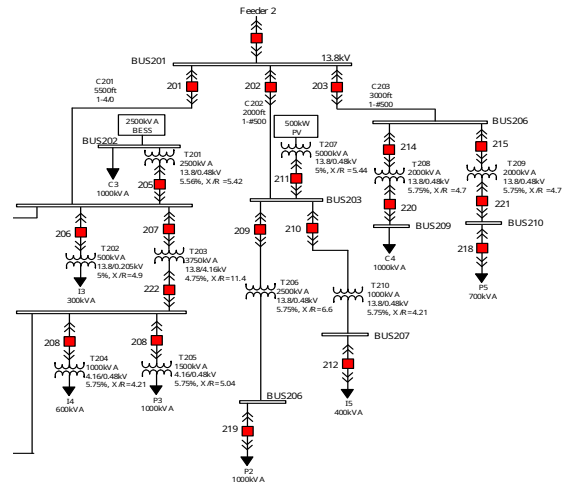 Feeder 2
BUS201
13.8kV
C201
5500ft
1-4/0
201
202
203
C203
3000ft
1-#500
2500kVA
BESS
C202
2000ft
1-#500
500kW
PV
BUS206
BUS202
T201
2500kVA
13.8/0.48kV
5.56%, X/R=5.42
T207
5000kVA
13.8/0.48kV
5%, X/R=5.44
214
215
T208
2000kVA
13.8/0.48kV
5.75%, X/R=4.7
T209
2000kVA
13.8/0.48kV
5.75%, X/R=4.7
C3
1000kVA
205
211
BUS203
220
221
BUS209
BUS210
206
207
209
210
218
C4
1000kVA
P5
700kVA
T202
500kVA
13.8/0.205kV
5%, X/R=4.9
T203
3750kVA
13.8/4.16kV
4.75%, X/R=11.4
I3
300kVA
222
T206
2500kVA
13.8/0.48kV
5.75%, X/R=6.6
T210
1000kVA
13.8/0.48kV
5.75%, X/R=4.21
208
208
BUS207
T204
1000kVA
4.16/0.48kV
5.75%, X/R=4.21
T205
1500kVA
4.16/0.48kV
5.75%, X/R=5.04
212
I4
600kVA
P3
1000kVA
BUS206
I5
400kVA
219
P2
1000kVA